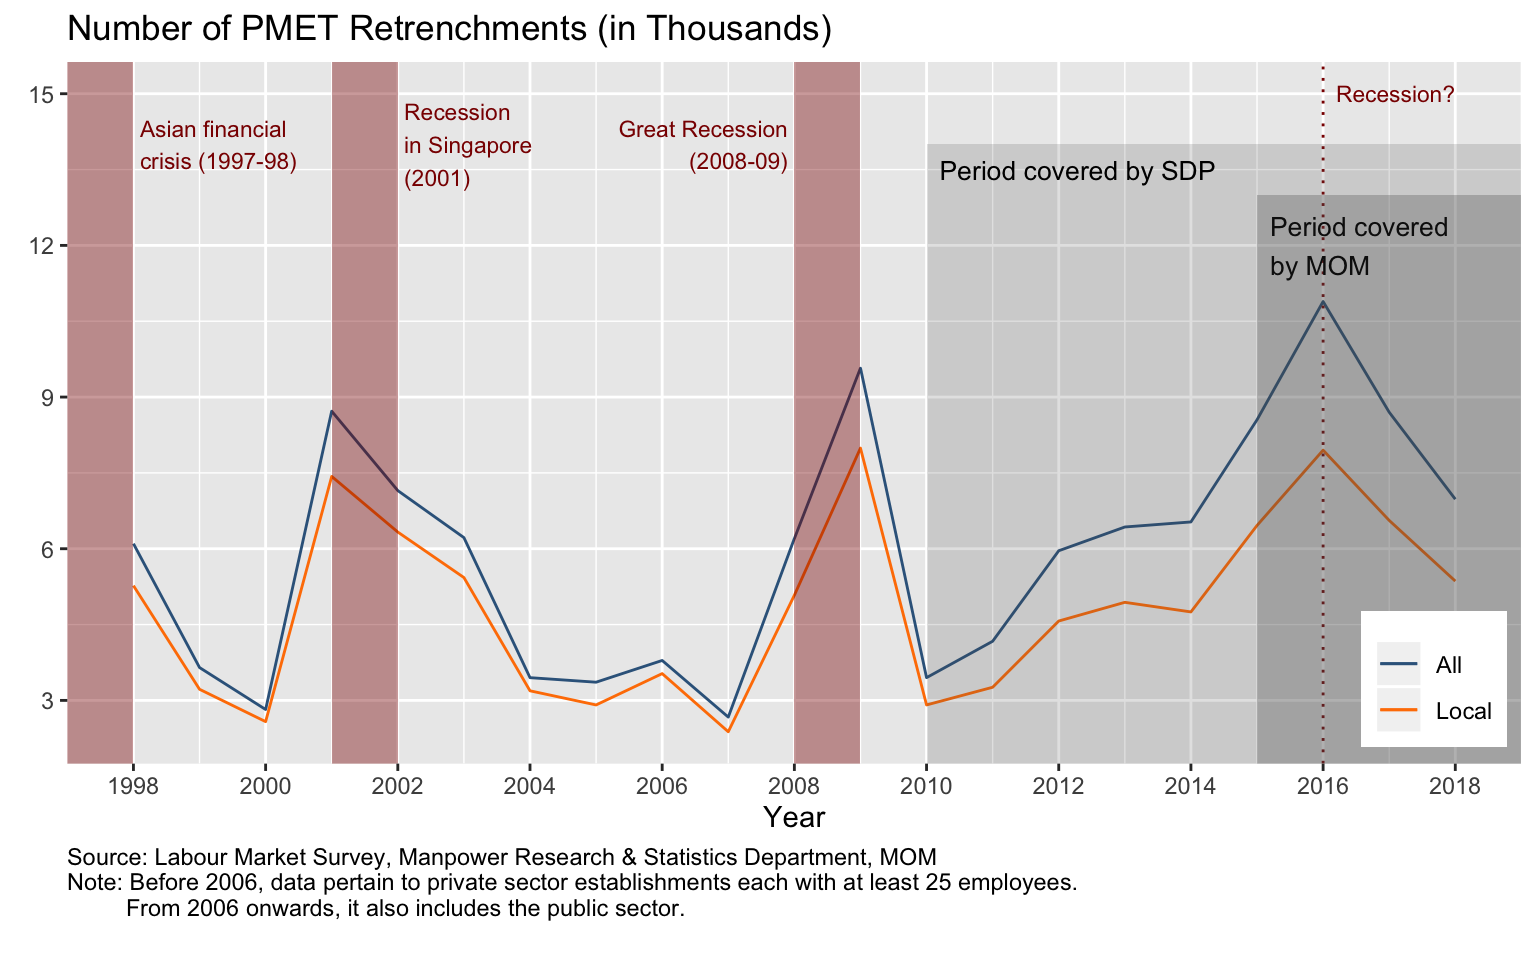 Number of PMET Retrenchments (in Thousands)
15
12
9
6
3
Asian financial
crisis (1997-98)
Recession
in Singapore
(2001)
Great Recession
(2008-09)
Recession?
Period covered by SDP
Period covered
by MOM
All
Local
1998
2000
2002
2004
2006
2008
2010
2012
2014
2016
2018
Year
Source: Labour Market Survey, Manpower Research & Statistics Department, MOM
Note: Before 2006, data pertain to private sector establishments each with at least 25 employees.
From 2006 onwards, it also includes the public sector.